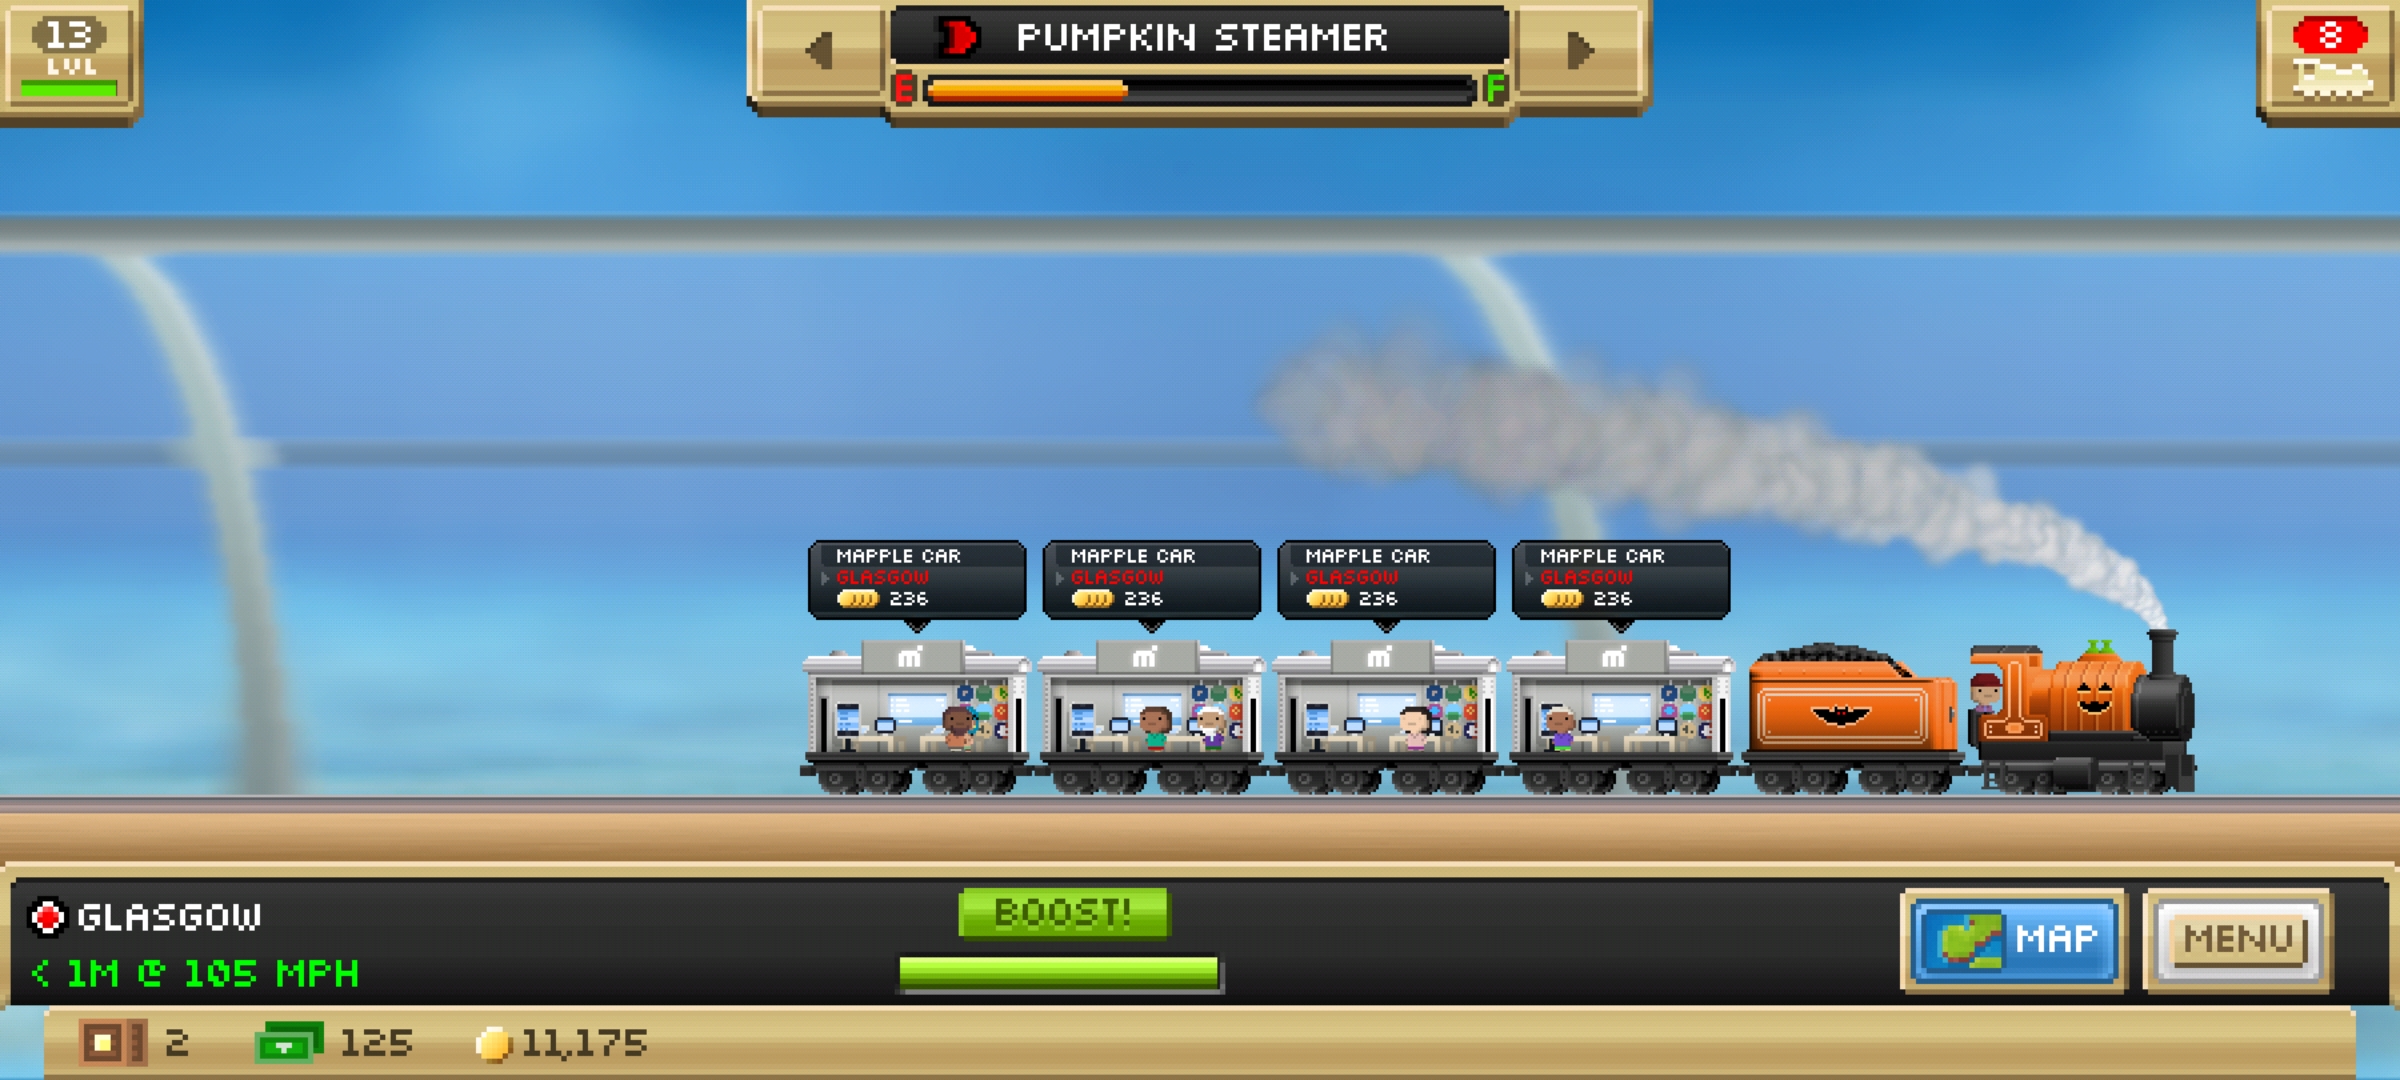 13
LVL
PUMPKIN STEAMER
E F
8
MAPPLE CAR
GLASGOW
236
MAPPLE CAR
GLASGOW
236
MAPPLE CAR
GLASGOW
236
MAPPLE CAR
GLASGOW
236
m
m
m
m
GLASGOW
< 1M @ 105 MPH
BOOST!
MAP
MENU
2
125
11,175